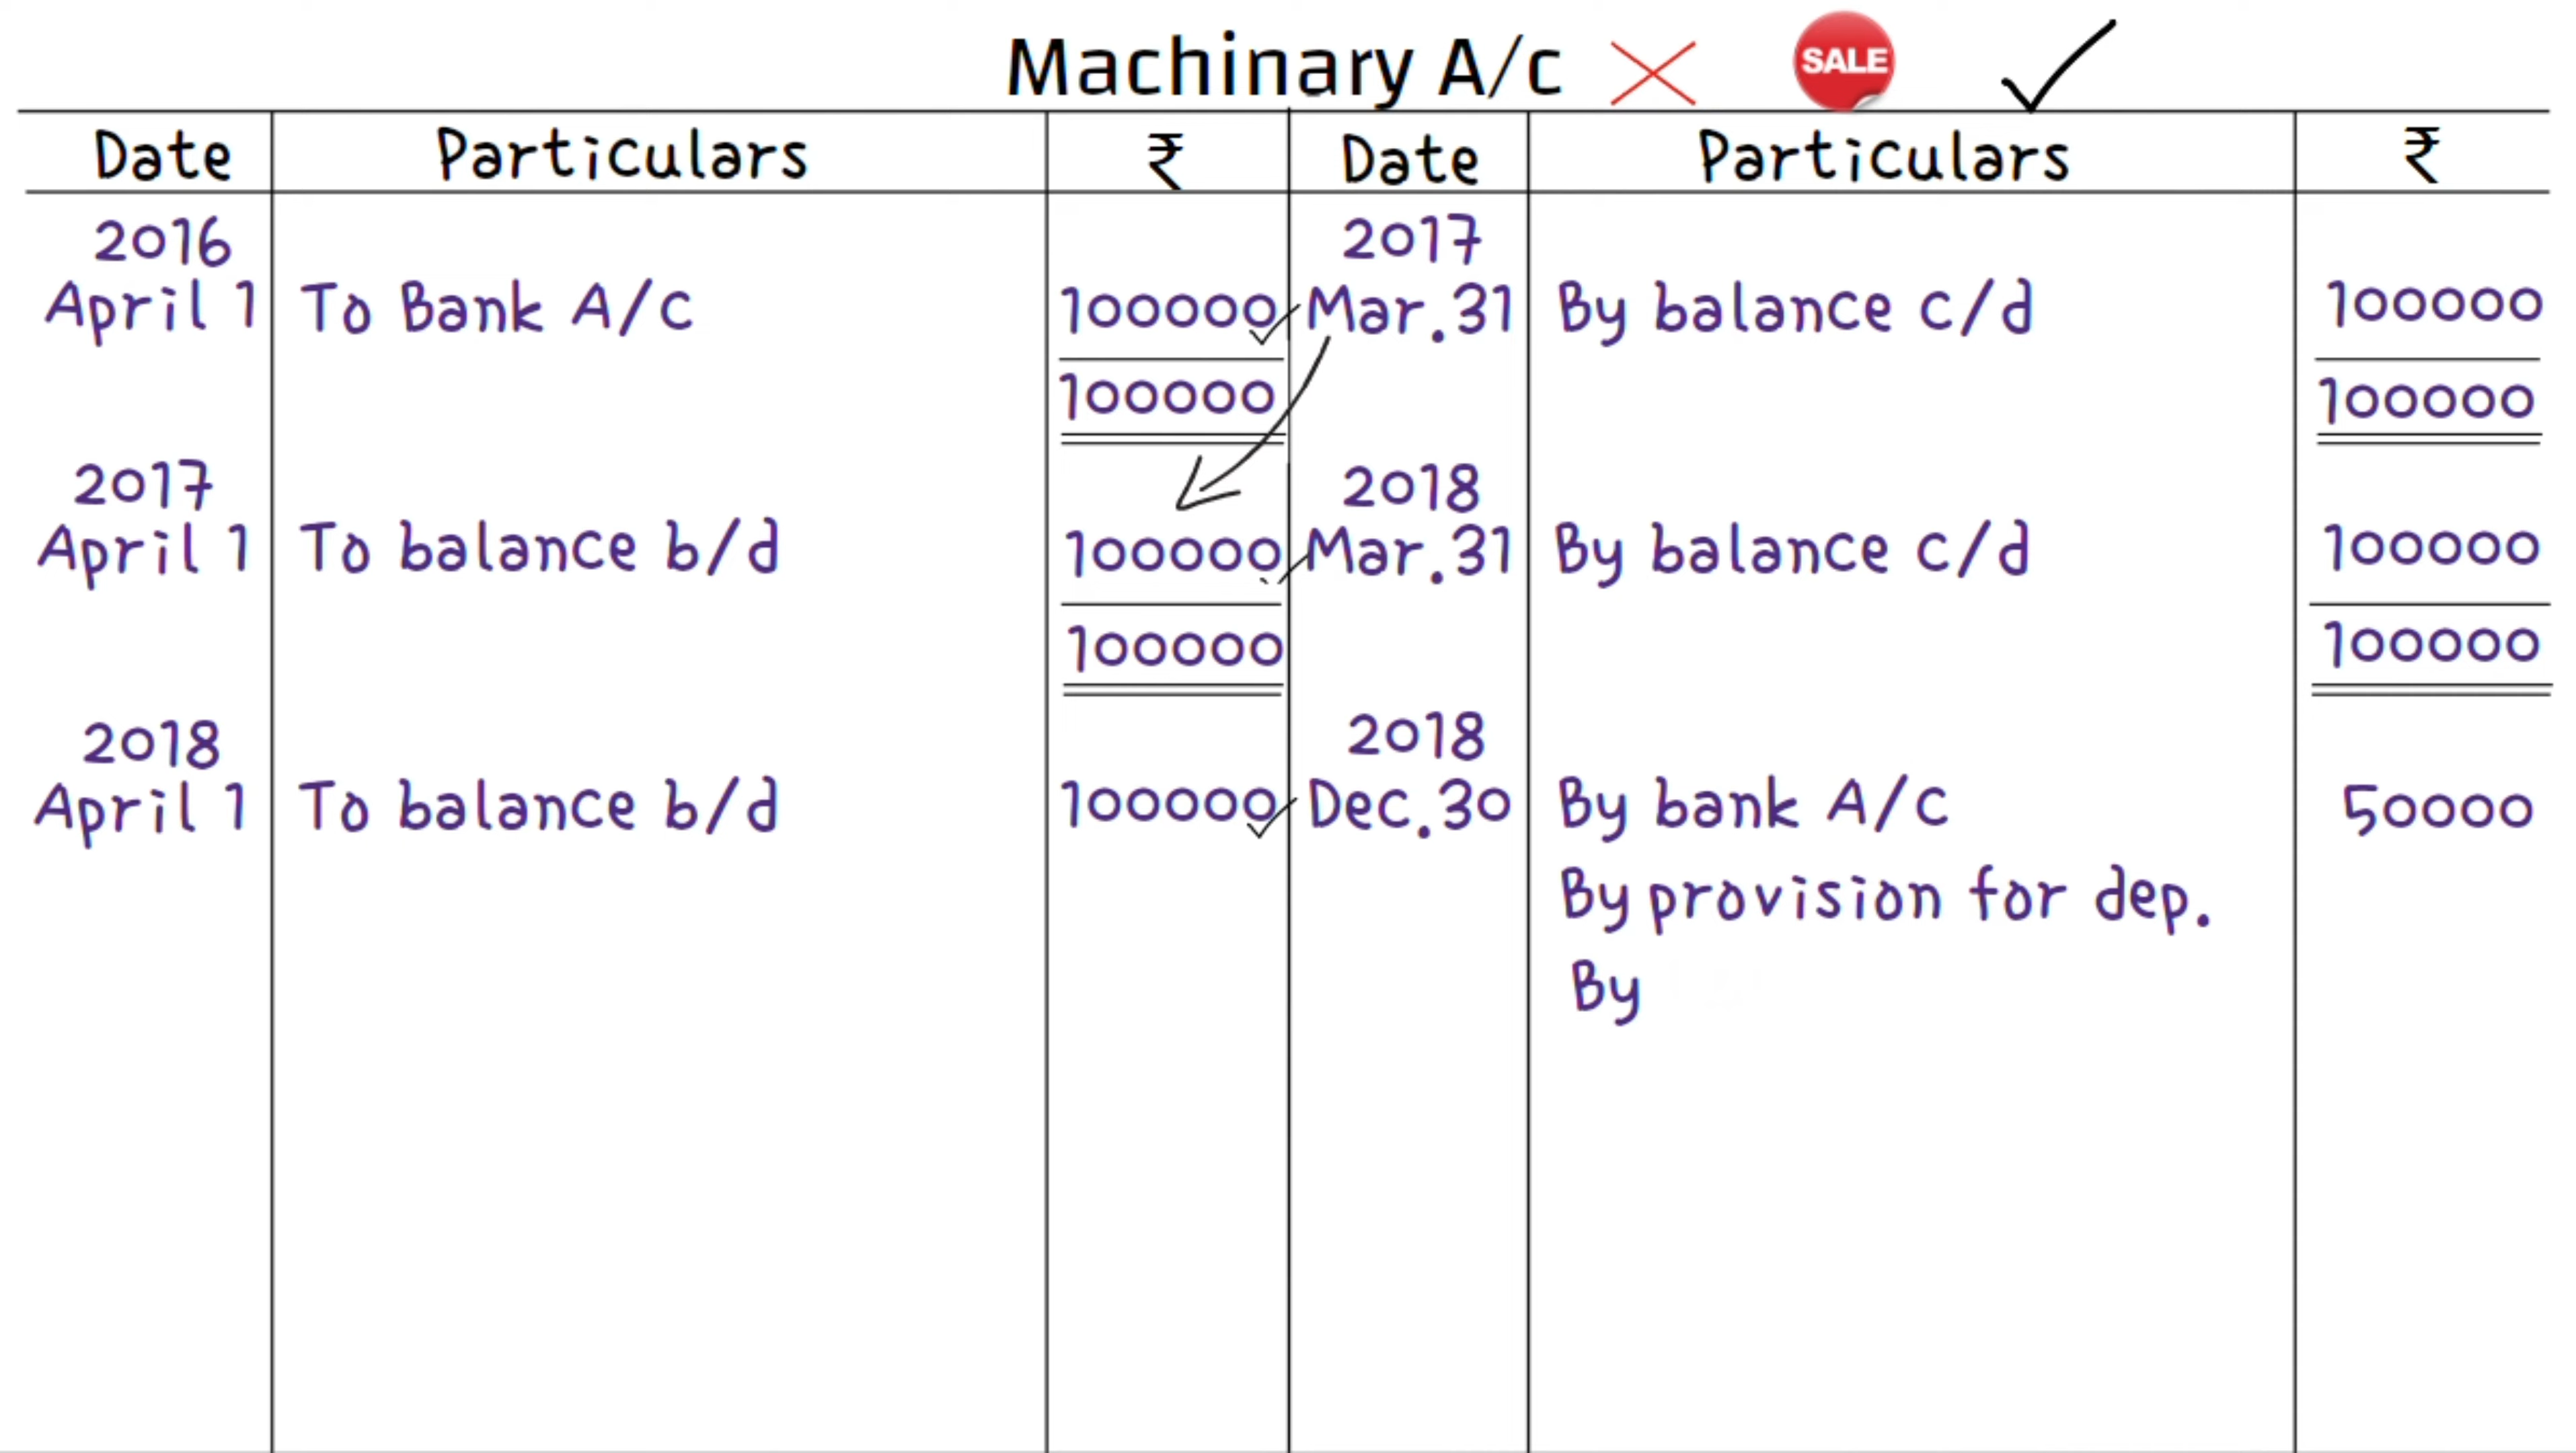 Machinary A/c SALE
Date Particulars ₹ Date Particulars ₹
2016 2017
April 1 To Bank A/c 100000 Mar.31 By balance c/d 100000
100000 100000
2017 2018
April 1 To balance b/d 100000 Mar.31 By balance c/d 100000
100000 100000
2018 2018
April 1 To balance b/d 100000 Dec.30 By bank A/c 50000
By provision for dep.
By